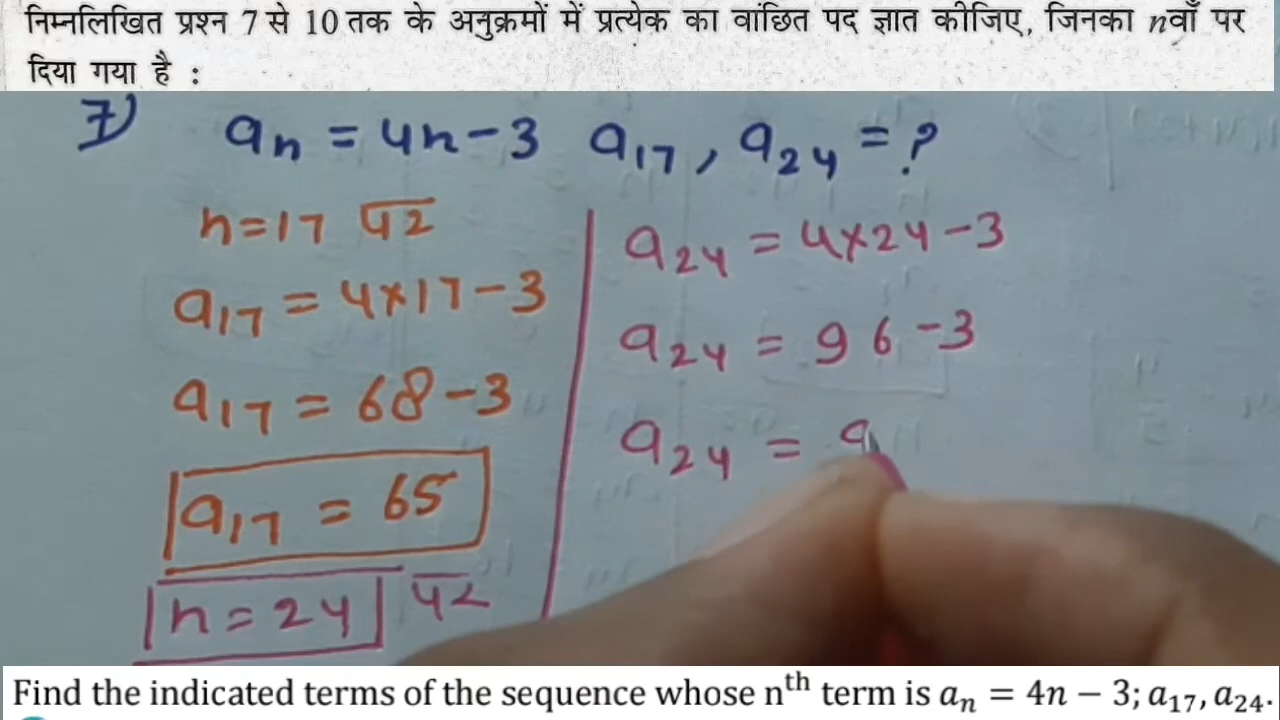 निम्नलिखित प्रश्न 7 से 10 तक के अनुक्रमों में प्रत्येक का वांछित पद ज्ञात कीजिए, जिनका nवाँ पर
दिया गया है :
7) aₙ = 4n - 3 a₁₇, a₂₄ = ?
n = 17 पर
a₁₇ = 4×17-3
a₁₇ = 68-3
a₁₇ = 65
n = 24 पर
a₂₄ = 4×24-3
a₂₄ = 96-3
a₂₄ = 9
Find the indicated terms of the sequence whose nᵗʰ term is aₙ = 4n − 3; a₁₇, a₂₄.